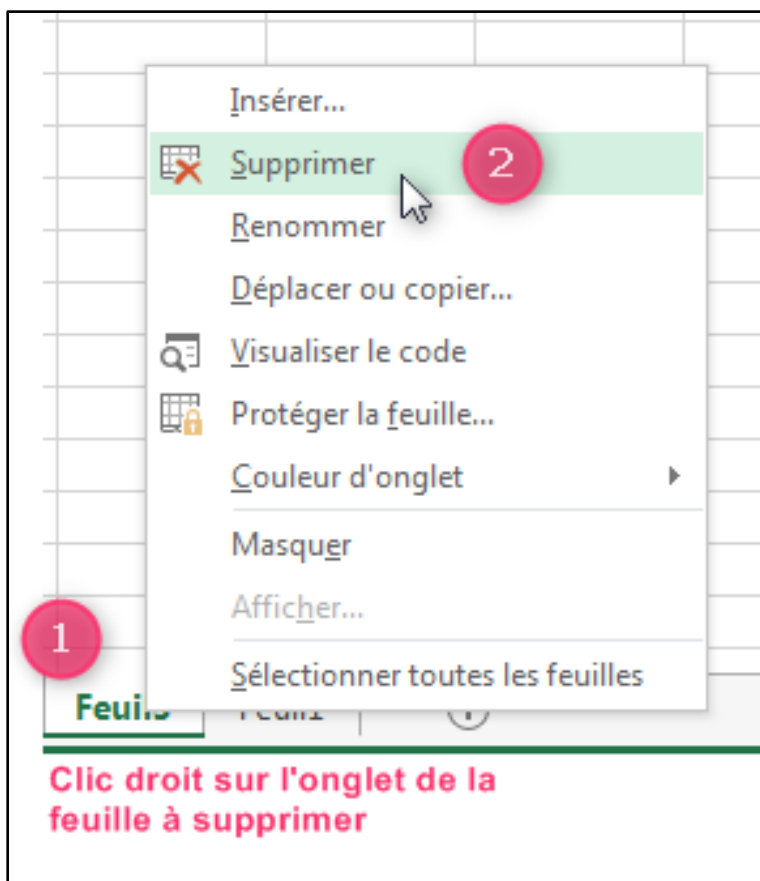 Insérer...
Supprimer
2
Renommer
Déplacer ou copier...
Visualiser le code
Protéger la feuille...
Couleur d'onglet
Masquer
Afficher...
1
Sélectionner toutes les feuilles
Clic droit sur l'onglet de la
feuille à supprimer